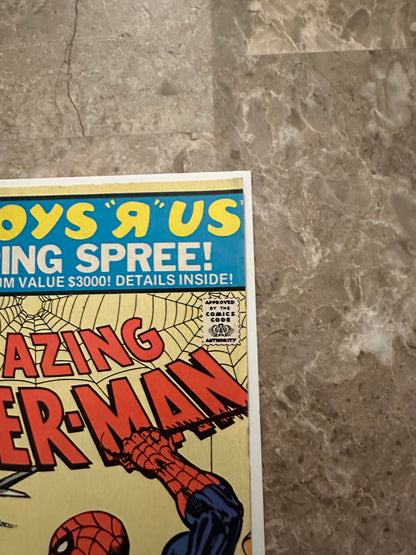 OYS "Я" US
ING SPREE!
UM VALUE $3000! DETAILS INSIDE!
APPROVED
BY THE
COMICS
CODE
AUTHORITY
AZING
ER-MAN